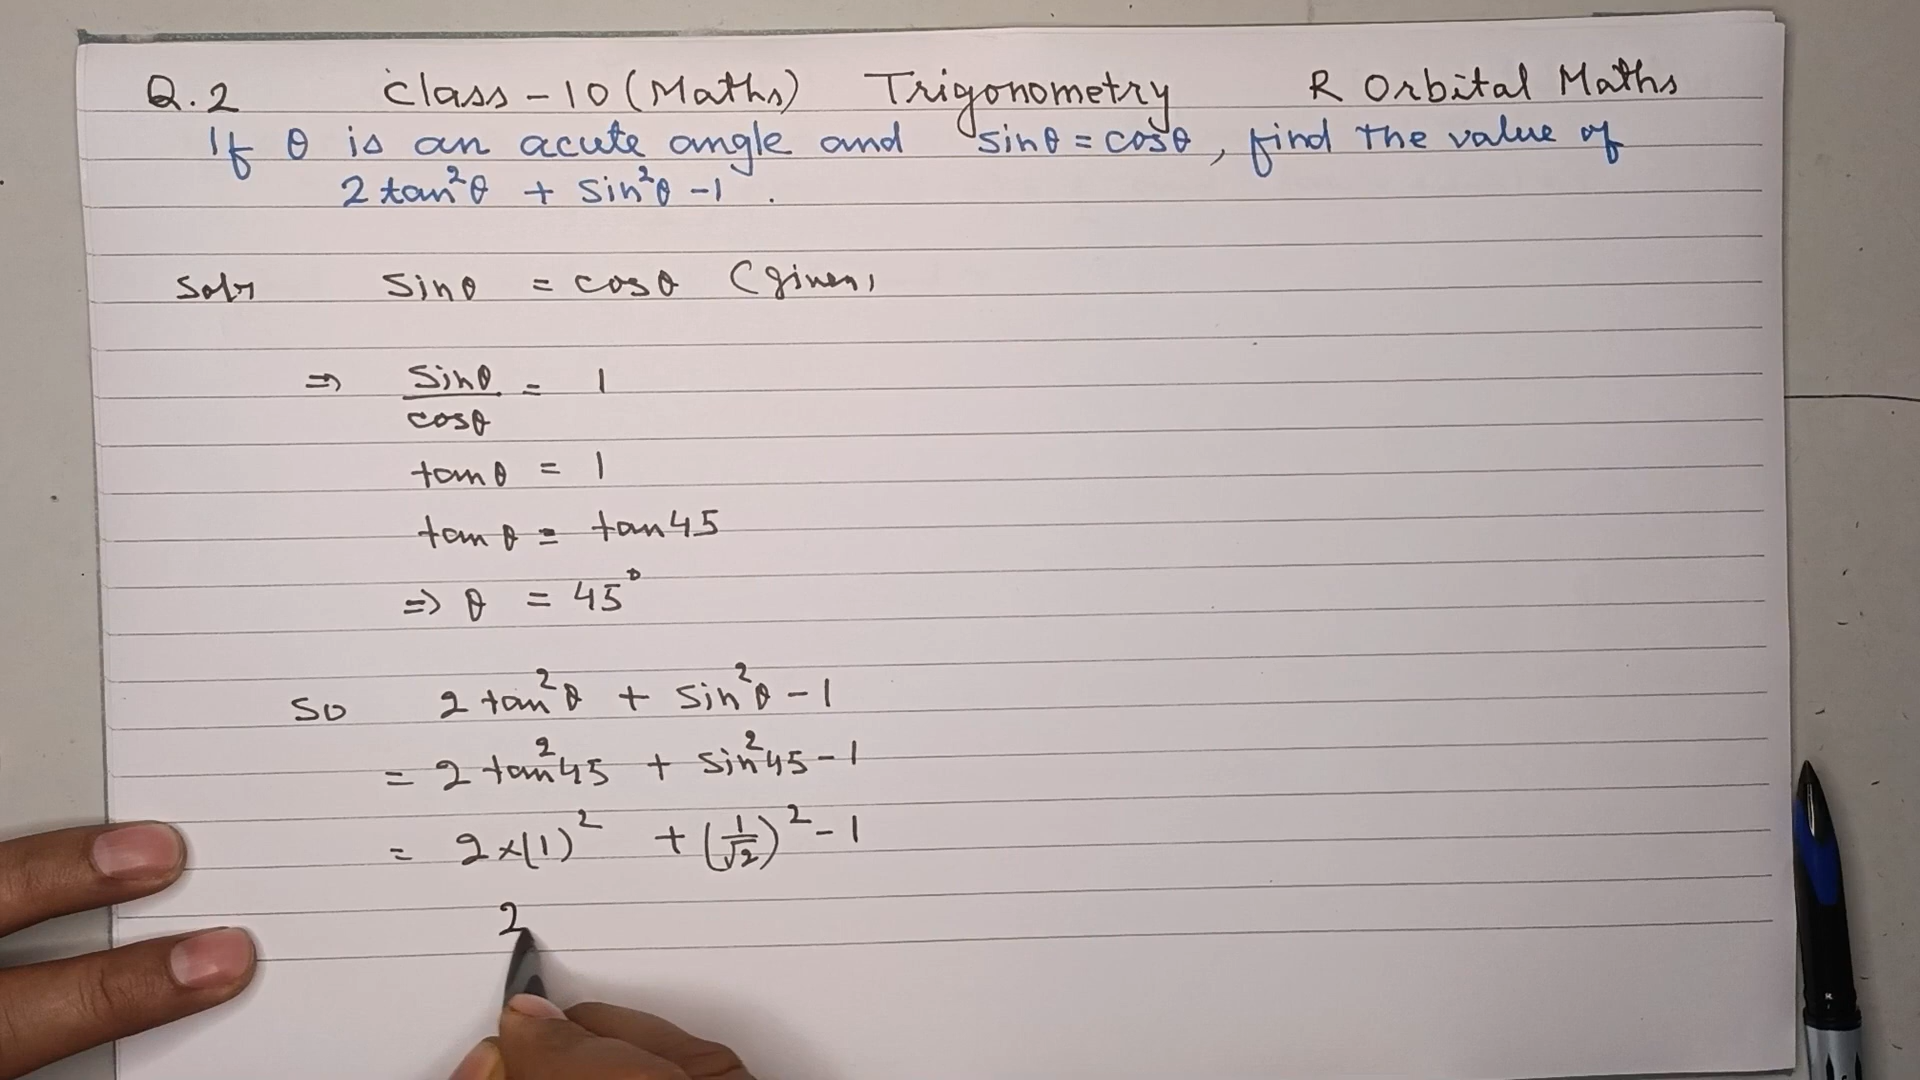 Q.2 Class-10 (Maths) Trigonometry R Orbital Maths
If θ is an acute angle and sinθ = cosθ, find the value of
2 tan²θ + sin²θ -1 .
Soln sinθ = cosθ (given)
⇒ sinθ/cosθ = 1
tanθ = 1
tanθ = tan45
⇒ θ = 45°
So 2 tan²θ + sin²θ - 1
= 2 tan²45 + sin²45 - 1
= 2×(1)² + (1/√2)² - 1
2